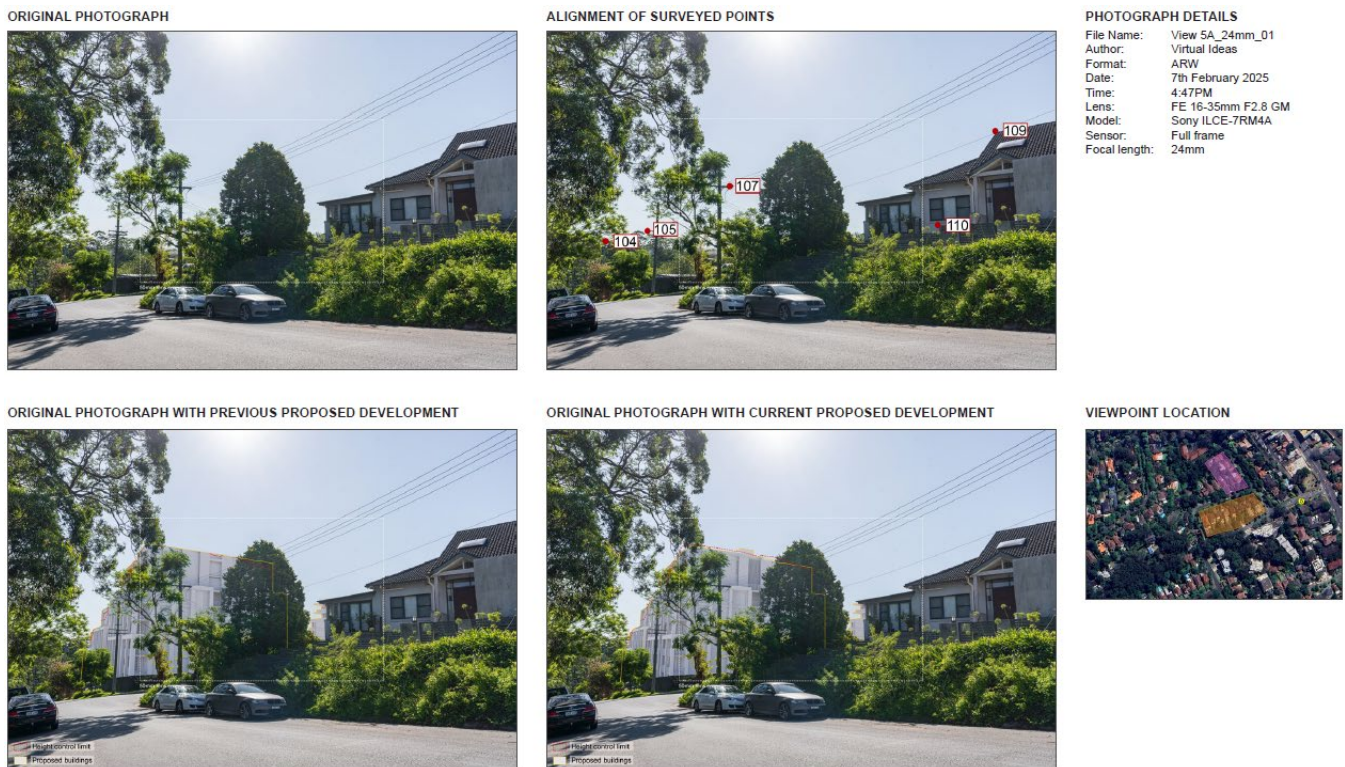 ORIGINAL PHOTOGRAPH
ALIGNMENT OF SURVEYED POINTS
109
107
105
104
110
PHOTOGRAPH DETAILS
File Name: View 5A_24mm_01
Author: Virtual Ideas
Format: ARW
Date: 7th February 2025
Time: 4:47PM
Lens: FE 16-35mm F2.8 GM
Model: Sony ILCE-7RM4A
Sensor: Full frame
Focal length: 24mm
ORIGINAL PHOTOGRAPH WITH PREVIOUS PROPOSED DEVELOPMENT
Height control limit
Proposed buildings
ORIGINAL PHOTOGRAPH WITH CURRENT PROPOSED DEVELOPMENT
Height control limit
Proposed buildings
VIEWPOINT LOCATION